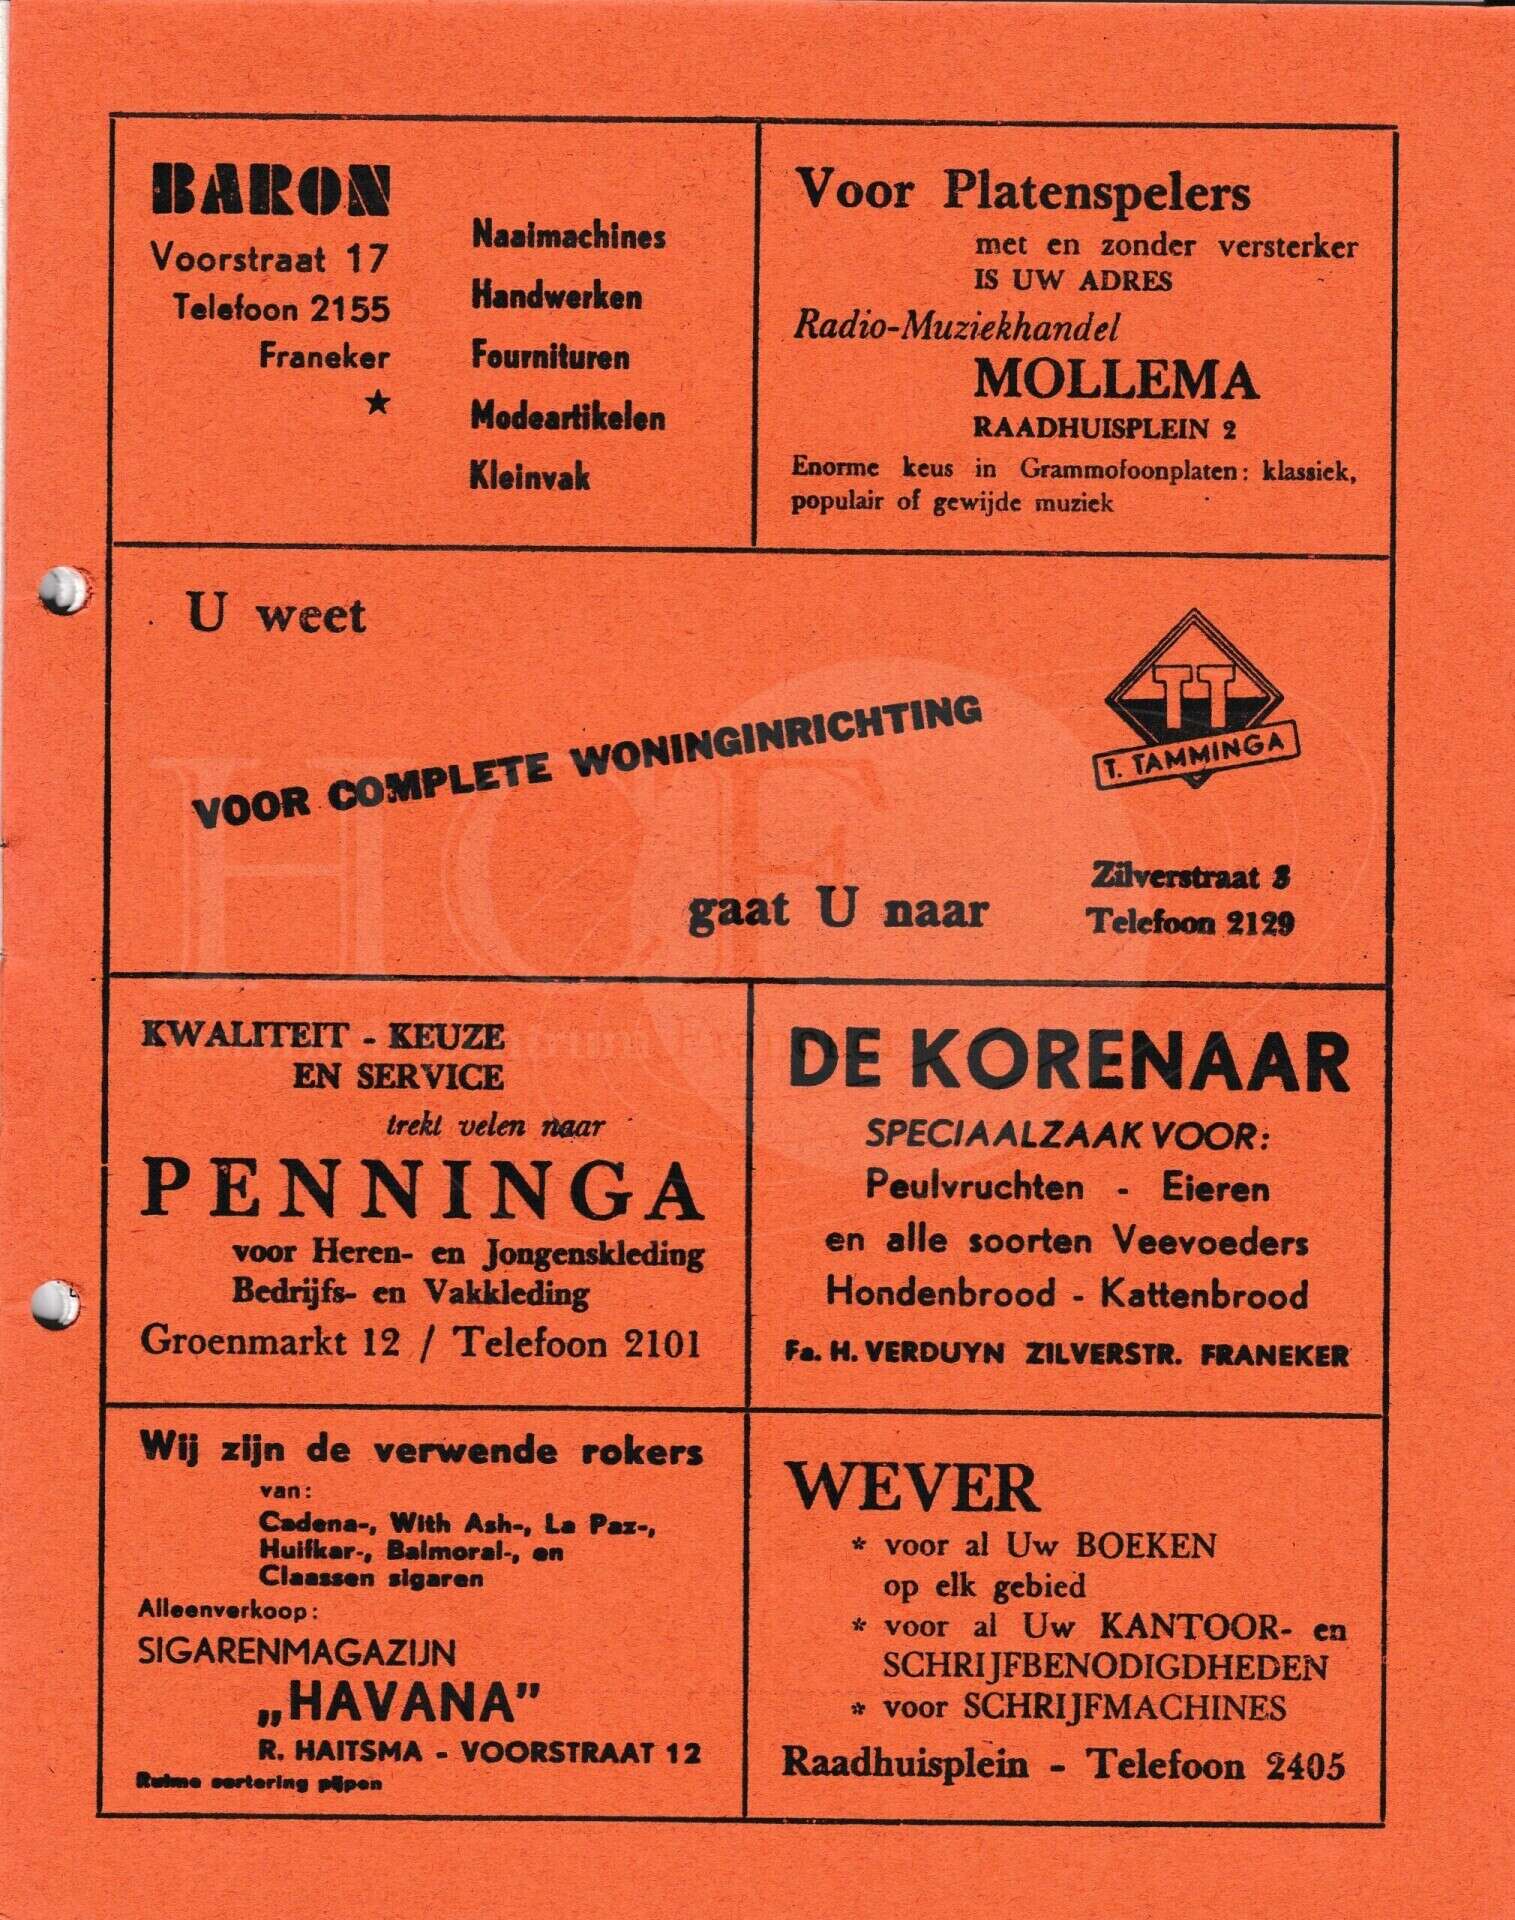 BARON
Voorstraat 17
Telefoon 2155
Franeker
Naaimachines
Handwerken
Fournituren
Modeartikelen
Kleinvak
Voor Platenspelers
met en zonder versterker
IS UW ADRES
Radio-Muziekhandel
MOLLEMA
RAADHUISPLEIN 2
Enorme keus in Grammofoonplaten: klassiek,
populair of gewijde muziek
U weet
VOOR COMPLETE WONINGINRICHTING
gaat U naar
TT
T. TAMMINGA
Zilverstraat
Telefoon 2129
KWALITEIT - KEUZE
EN SERVICE
trekt velen naar
PENNINGA
voor Heren- en Jongenskleding
Bedrijfs- en Vakkleding
Groenmarkt 12 / Telefoon 2101
DE KORENAAR
SPECIAALZAAK VOOR:
Peulvruchten - Eieren
en alle soorten Veevoeders
Hondenbrood - Kattenbrood
Fa. H. VERDUYN ZILVERSTR. FRANEKER
Wij zijn de verwende rokers
van:
Cadena-, With Ash-, La Paz-,
Huifkar-, Balmoral-, en
Claassen sigaren
Alleenverkoop:
SIGARENMAGAZIJN
„HAVANA”
R. HAITSMA - VOORSTRAAT 12
Ruime sortering pijpen
WEVER
* voor al Uw BOEKEN
op elk gebied
* voor al Uw KANTOOR- en
SCHRIJFBENODIGDHEDEN
* voor SCHRIJFMACHINES
Raadhuisplein - Telefoon 2405